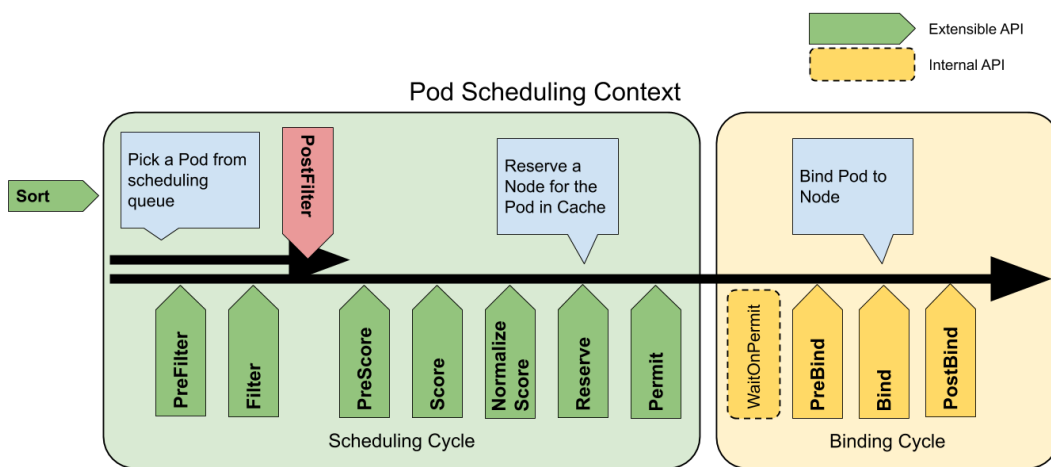 Extensible API
Internal API
Pod Scheduling Context
Pick a Pod from
scheduling
queue
PostFilter
Reserve a
Node for the
Pod in Cache
Bind Pod to
Node
Sort
PreFilter
Filter
PreScore
Score
Normalize
Score
Reserve
Permit
WaitOnPermit
PreBind
Bind
PostBind
Scheduling Cycle
Binding Cycle